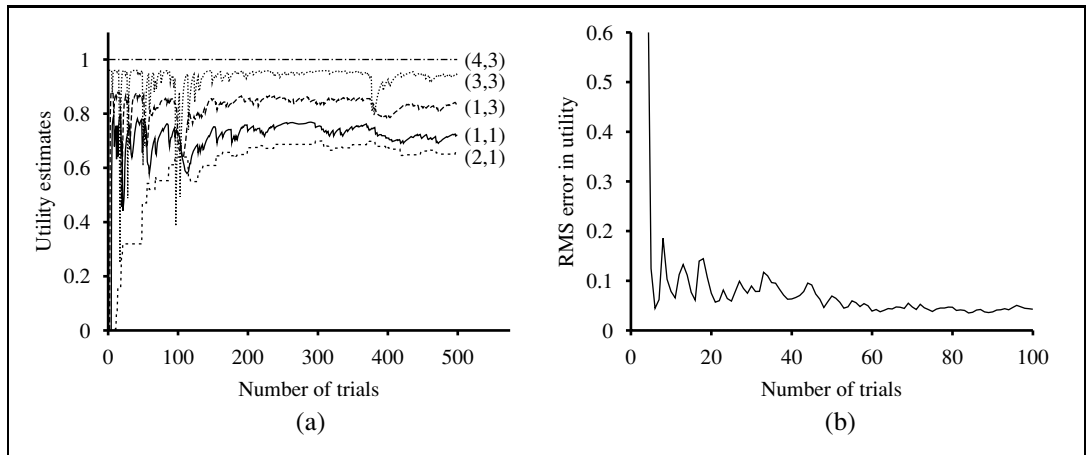 Utility estimates
1
0.8
0.6
0.4
0.2
0
0 100 200 300 400 500
Number of trials
(4,3)
(3,3)
(1,3)
(1,1)
(2,1)
(a)
RMS error in utility
0.6
0.5
0.4
0.3
0.2
0.1
0
0 20 40 60 80 100
Number of trials
(b)